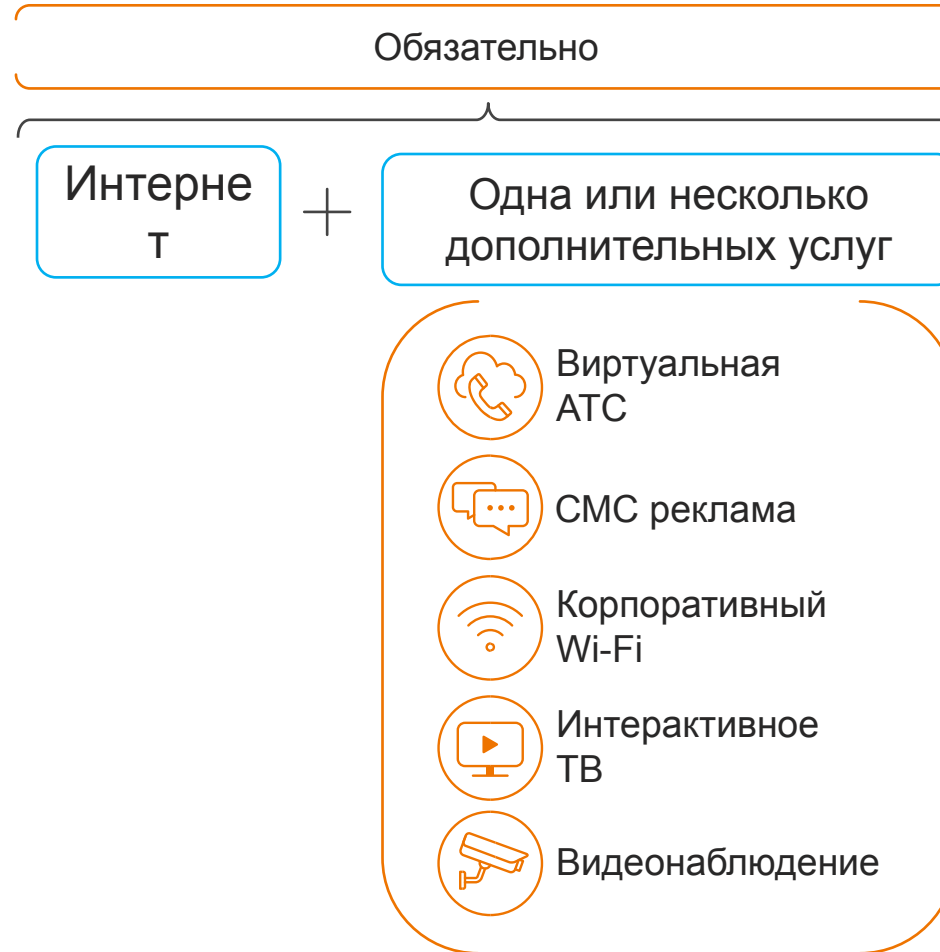 Обязательно
Интерне
т
Одна или несколько
дополнительных услуг
Виртуальная
АТС
СМС реклама
Корпоративный
Wi-Fi
Интерактивное
ТВ
Видеонаблюдение